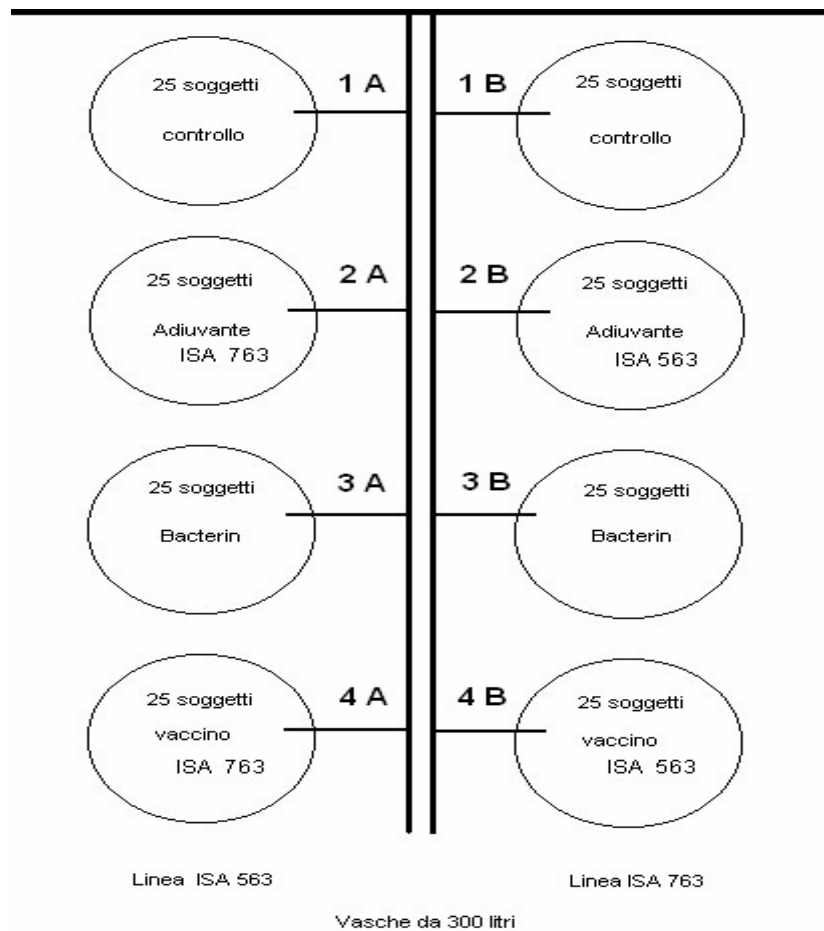 25 soggetti
controllo
1 A
1 B
25 soggetti
controllo
25 soggetti
Adiuvante
ISA 763
2 A
2 B
25 soggetti
Adiuvante
ISA 563
25 soggetti
Bacterin
3 A
3 B
25 soggetti
Bacterin
25 soggetti
vaccino
ISA 763
4 A
4 B
25 soggetti
vaccino
ISA 563
Linea ISA 563
Linea ISA 763
Vasche da 300 litri